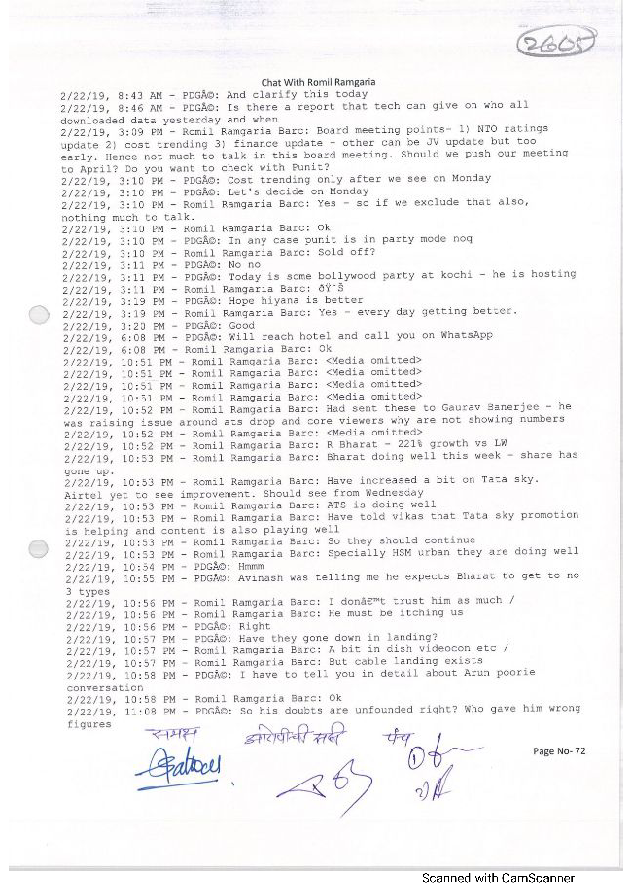 2605
Chat With Romil Ramgaria
2/22/19, 8:43 AM - PDGÂ©: And clarify this today
2/22/19, 8:46 AM - PDGÂ©: Is there a report that tech can give on who all
downloaded data yesterday and when
2/22/19, 3:09 PM - Romil Ramgaria Barc: Board meeting points- 1) NTO ratings
update 2) cost trending 3) finance update - other can be JV update but too
early. Hence not much to talk in this board meeting. Should we push our meeting
to April? Do you want to check with Punit?
2/22/19, 3:10 PM - PDGÂ©: Cost trending only after we see on Monday
2/22/19, 3:10 PM - PDGÂ©: Let's decide on Monday
2/22/19, 3:10 PM - Romil Ramgaria Barc: Yes - so if we exclude that also,
nothing much to talk.
2/22/19, 3:10 PM - Romil Ramgaria Barc: Ok
2/22/19, 3:10 PM - PDGÂ©: In any case punit is in party mode noq
2/22/19, 3:10 PM - Romil Ramgaria Barc: Sold off?
2/22/19, 3:11 PM - PDGÂ©: No no
2/22/19, 3:11 PM - PDGÂ©: Today is some bollywood party at kochi - he is hosting
2/22/19, 3:11 PM - Romil Ramgaria Barc: ðŸ˜Š
2/22/19, 3:19 PM - PDGÂ©: Hope hiyana is better
2/22/19, 3:19 PM - Romil Ramgaria Barc: Yes - every day getting better.
2/22/19, 3:20 PM - PDGÂ©: Good
2/22/19, 6:08 PM - PDGÂ©: Will reach hotel and call you on WhatsApp
2/22/19, 6:08 PM - Romil Ramgaria Barc: Ok
2/22/19, 10:51 PM - Romil Ramgaria Barc: <Media omitted>
2/22/19, 10:51 PM - Romil Ramgaria Barc: <Media omitted>
2/22/19, 10:51 PM - Romil Ramgaria Barc: <Media omitted>
2/22/19, 10:51 PM - Romil Ramgaria Barc: <Media omitted>
2/22/19, 10:52 PM - Romil Ramgaria Barc: Had sent these to Gaurav Banerjee - he
was raising issue around ats drop and core viewers why are not showing numbers
2/22/19, 10:52 PM - Romil Ramgaria Barc: <Media omitted>
2/22/19, 10:52 PM - Romil Ramgaria Barc: R Bharat - 221% growth vs LW
2/22/19, 10:53 PM - Romil Ramgaria Barc: Bharat doing well this week - share has
gone up.
2/22/19, 10:53 PM - Romil Ramgaria Barc: Have increased a bit on Tata sky.
Airtel yet to see improvement. Should see from Wednesday
2/22/19, 10:53 PM - Romil Ramgaria Barc: ATS is doing well
2/22/19, 10:53 PM - Romil Ramgaria Barc: Have told vikas that Tata sky promotion
is helping and content is also playing well
2/22/19, 10:53 PM - Romil Ramgaria Barc: So they should continue
2/22/19, 10:53 PM - Romil Ramgaria Barc: Specially HSM urban they are doing well
2/22/19, 10:54 PM - PDGÂ©: Hmmm
2/22/19, 10:55 PM - PDGÂ©: Avinash was telling me he expects Bharat to get to no
3 types
2/22/19, 10:56 PM - Romil Ramgaria Barc: I donâ€™t trust him as much /
2/22/19, 10:56 PM - Romil Ramgaria Barc: He must be itching us
2/22/19, 10:56 PM - PDGÂ©: Right
2/22/19, 10:57 PM - PDGÂ©: Have they gone down in landing?
2/22/19, 10:57 PM - Romil Ramgaria Barc: A bit in dish videocon etc /
2/22/19, 10:57 PM - Romil Ramgaria Barc: But cable landing exists
2/22/19, 10:58 PM - PDGÂ©: I have to tell you in detail about Arun poorie
conversation
2/22/19, 10:58 PM - Romil Ramgaria Barc: Ok
2/22/19, 11:08 PM - PDGÂ©: So his doubts are unfounded right? Who gave him wrong
figures
समक्ष आरोपीची सही पंच
Page No- 72
Scanned with CamScanner